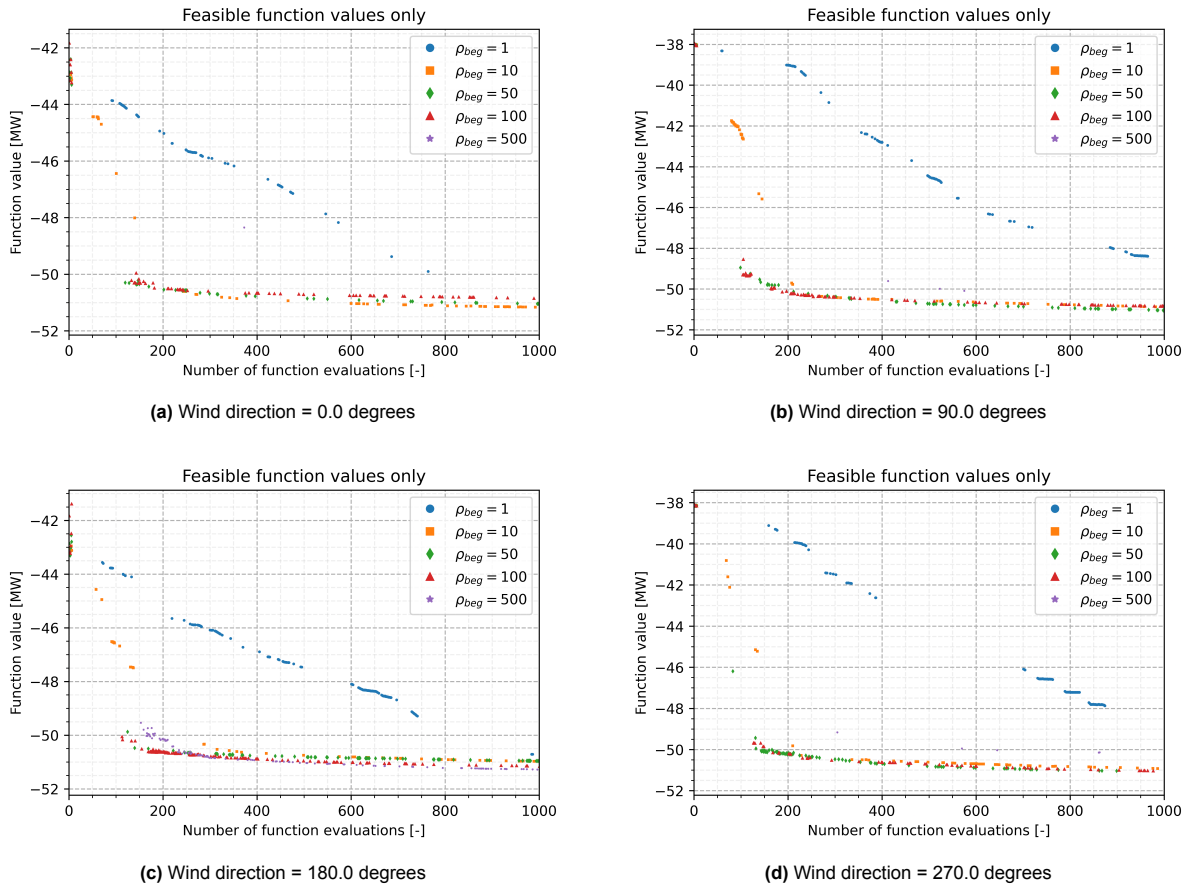 Feasible function values only
Function value [MW]
−42
−44
−46
−48
−50
−52
ρbeg = 1
ρbeg = 10
ρbeg = 50
ρbeg = 100
ρbeg = 500
0 200 400 600 800 1000
Number of function evaluations [-]
(a) Wind direction = 0.0 degrees
Feasible function values only
Function value [MW]
−38
−40
−42
−44
−46
−48
−50
−52
ρbeg = 1
ρbeg = 10
ρbeg = 50
ρbeg = 100
ρbeg = 500
0 200 400 600 800 1000
Number of function evaluations [-]
(b) Wind direction = 90.0 degrees
Feasible function values only
Function value [MW]
−42
−44
−46
−48
−50
−52
ρbeg = 1
ρbeg = 10
ρbeg = 50
ρbeg = 100
ρbeg = 500
0 200 400 600 800 1000
Number of function evaluations [-]
(c) Wind direction = 180.0 degrees
Feasible function values only
Function value [MW]
−38
−40
−42
−44
−46
−48
−50
−52
ρbeg = 1
ρbeg = 10
ρbeg = 50
ρbeg = 100
ρbeg = 500
0 200 400 600 800 1000
Number of function evaluations [-]
(d) Wind direction = 270.0 degrees